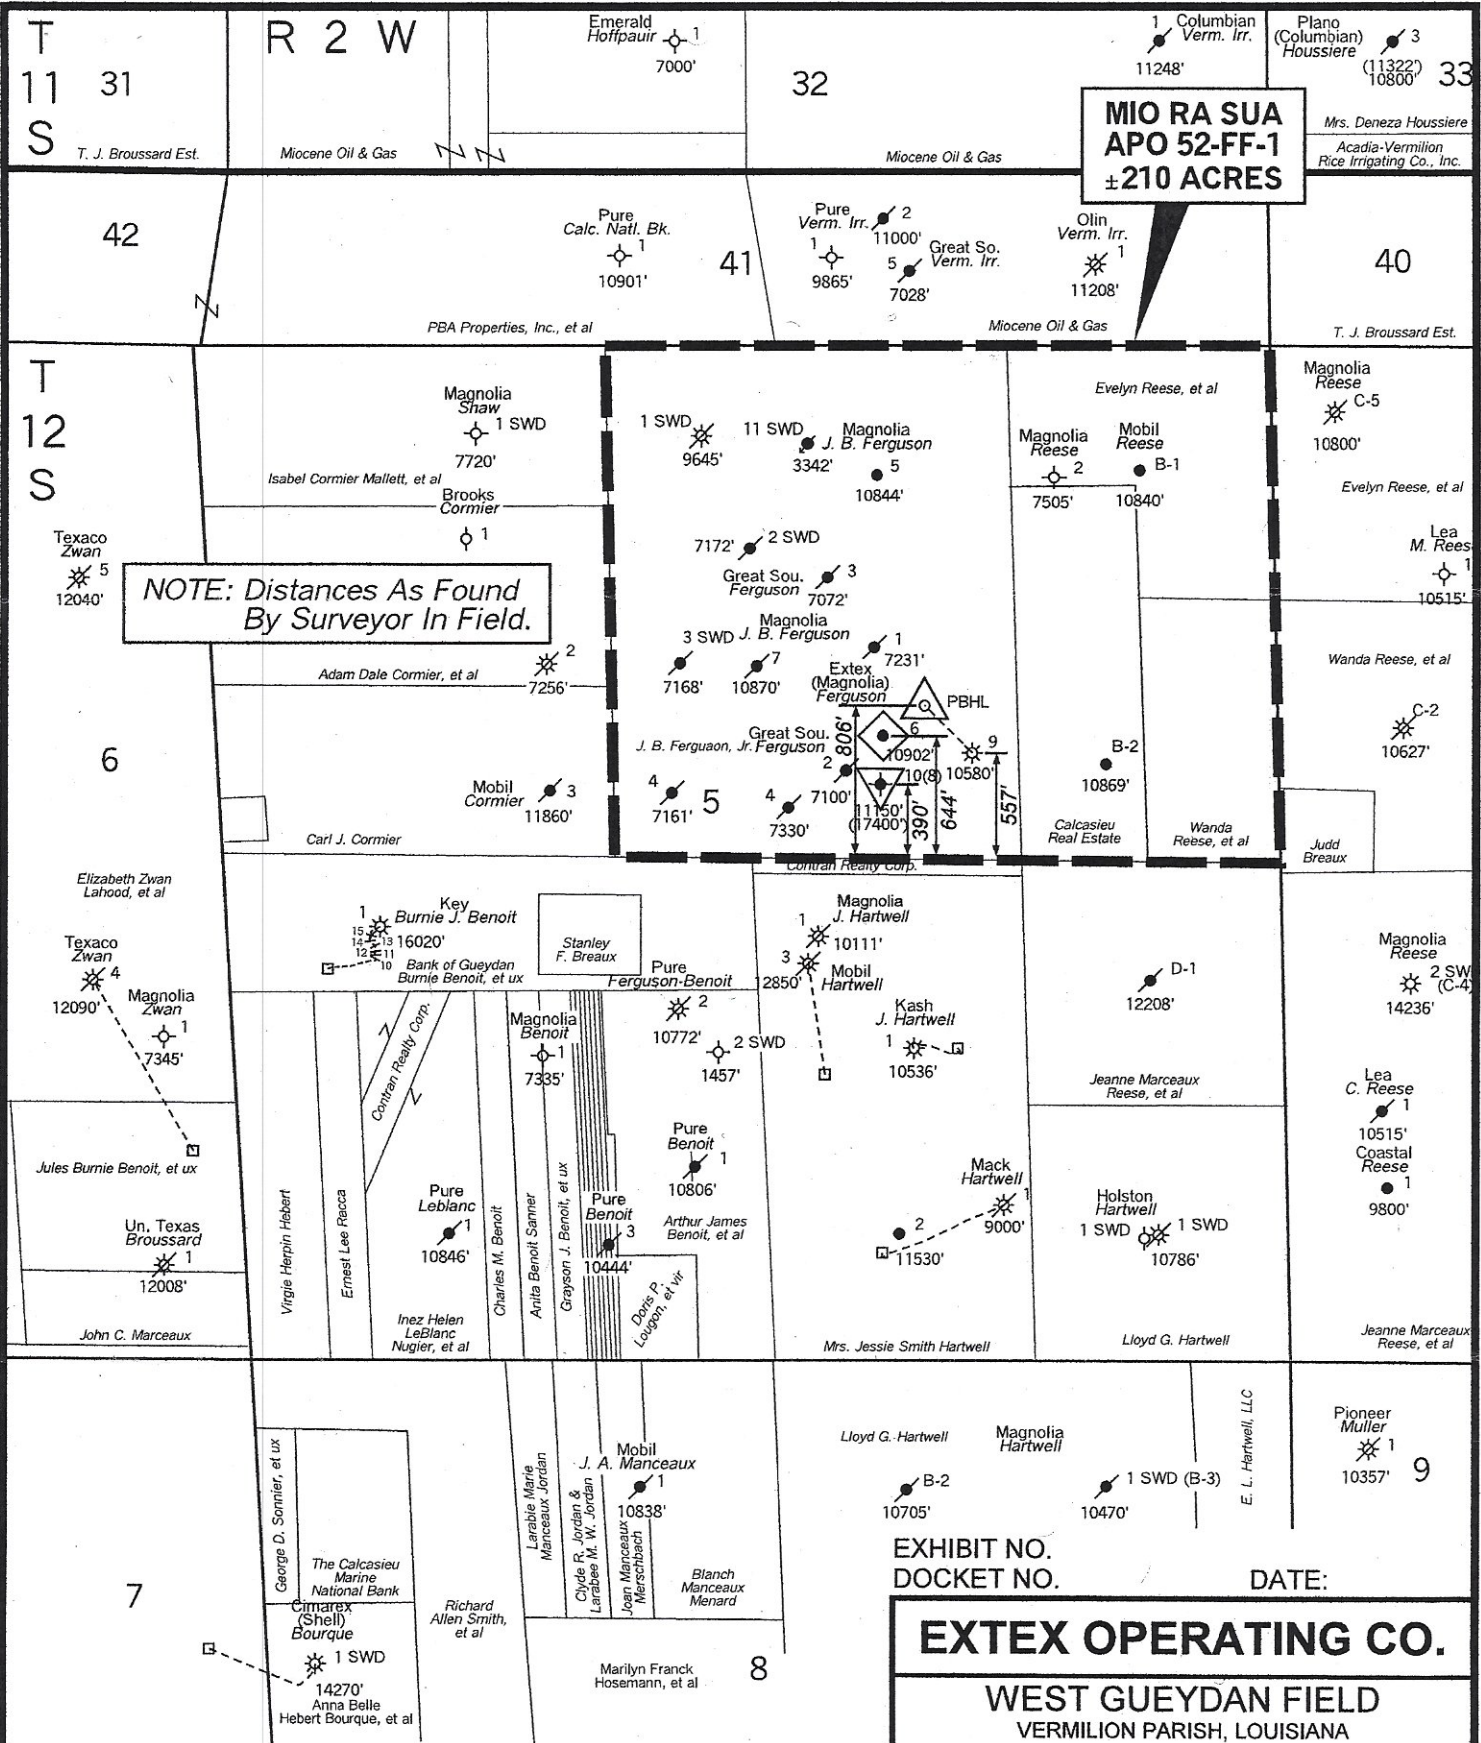 T
11
S
31
T. J. Broussard Est.
R 2 W
Miocene Oil & Gas
Emerald
Hoffpauir
1
7000'
32
Miocene Oil & Gas
1
Columbian
Verm. Irr.
11248'
Plano
(Columbian)
Houssiere
3
(11322')
10800'
33
Mrs. Deneza Houssiere
Acadia-Vermilion
Rice Irrigating Co., Inc.
MIO RA SUA
APO 52-FF-1
±210 ACRES
42
Pure
Calc. Natl. Bk.
1
10901'
PBA Properties, Inc., et al
41
Pure
Verm. Irr.
2
11000'
1
9865'
Great So.
Verm. Irr.
5
7028'
Olin
Verm. Irr.
1
11208'
Miocene Oil & Gas
40
T. J. Broussard Est.
T
12
S
Magnolia
Shaw
1 SWD
7720'
Isabel Cormier Mallett, et al
Brooks
Cormier
1
Texaco
Zwan
5
12040'
NOTE: Distances As Found
By Surveyor In Field.
Adam Dale Cormier, et al
2
7256'
6
Mobil
Cormier
3
11860'
Carl J. Cormier
1 SWD
9645'
11 SWD
3342'
Magnolia
J. B. Ferguson
5
10844'
7172'
2 SWD
Great Sou.
Ferguson
3
7072'
Magnolia
J. B. Ferguson
3 SWD
7168'
7
10870'
1
7231'
Extex
(Magnolia)
Ferguson
PBHL
6
10902'
9
10580'
Great Sou.
Ferguson
J. B. Ferguaon, Jr.
2
7100'
10(8)
11150'
(17400')
4
7161'
5
4
7330'
806'
390'
644'
557'
Evelyn Reese, et al
Magnolia
Reese
2
7505'
Mobil
Reese
B-1
10840'
B-2
10869'
Calcasieu
Real Estate
Wanda
Reese, et al
Magnolia
Reese
C-5
10800'
Evelyn Reese, et al
Lea
M. Rees
1
10515'
Wanda Reese, et al
C-2
10627'
Judd
Breaux
Contran Realty Corp.
Elizabeth Zwan
Lahood, et al
Texaco
Zwan
4
12090'
Magnolia
Zwan
1
7345'
Jules Burnie Benoit, et ux
Un. Texas
Broussard
1
12008'
John C. Marceaux
Key
Burnie J. Benoit
1
16020'
15
14
13
12
11
10
Bank of Gueydan
Burnie Benoit, et ux
Stanley
F. Breaux
Pure
Ferguson-Benoit
2
10772'
2 SWD
1457'
Contran Realty Corp.
Magnolia
Benoit
1
7335'
Virgie Herpin Hebert
Ernest Lee Racca
Pure
Leblanc
1
10846'
Inez Helen
LeBlanc
Nugier, et al
Charles M. Benoit
Anita Benoit Sanner
Grayson J. Benoit, et ux
Pure
Benoit
1
10806'
Pure
Benoit
3
10444'
Arthur James
Benoit, et al
Doris P.
Lougon, et vir
Magnolia
J. Hartwell
1
10111'
3
12850'
Mobil
Hartwell
Kash
J. Hartwell
1
10536'
Mack
Hartwell
1
9000'
2
11530'
Mrs. Jessie Smith Hartwell
D-1
12208'
Jeanne Marceaux
Reese, et al
Holston
Hartwell
1 SWD
1 SWD
10786'
Lloyd G. Hartwell
Magnolia
Reese
2 SW
(C-4)
14236'
Lea
C. Reese
1
10515'
Coastal
Reese
1
9800'
Jeanne Marceaux
Reese, et al
7
George D. Sonnier, et ux
The Calcasieu
Marine
National Bank
Cimarex
(Shell)
Bourque
1 SWD
14270'
Anna Belle
Hebert Bourque, et al
Richard
Allen Smith,
et al
Larabie Marie
Manceaux Jordan
Clyde R. Jordan &
Larabee M. W. Jordan
Joan Manceaux
Merschbach
Mobil
J. A. Manceaux
1
10838'
Blanch
Manceaux
Menard
Marilyn Franck
Hosemann, et al
8
Lloyd G. Hartwell
Magnolia
Hartwell
B-2
10705'
1 SWD (B-3)
10470'
E. L. Hartwell, LLC
Pioneer
Muller
1
10357'
9
EXHIBIT NO.
DOCKET NO.
DATE:
EXTEX OPERATING CO.
WEST GUEYDAN FIELD
VERMILION PARISH, LOUISIANA